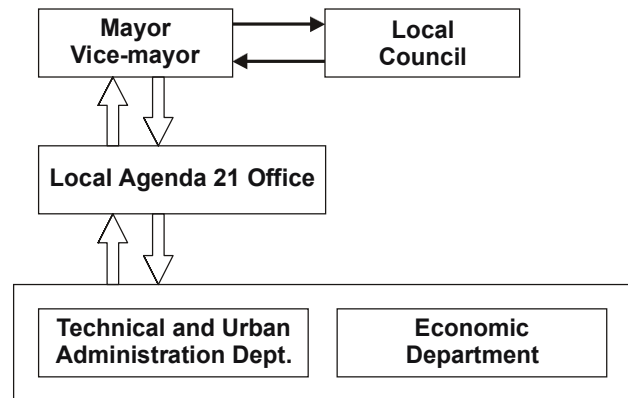 Mayor
Vice-mayor
Local
Council
Local Agenda 21 Office
Technical and Urban
Administration Dept.
Economic
Department